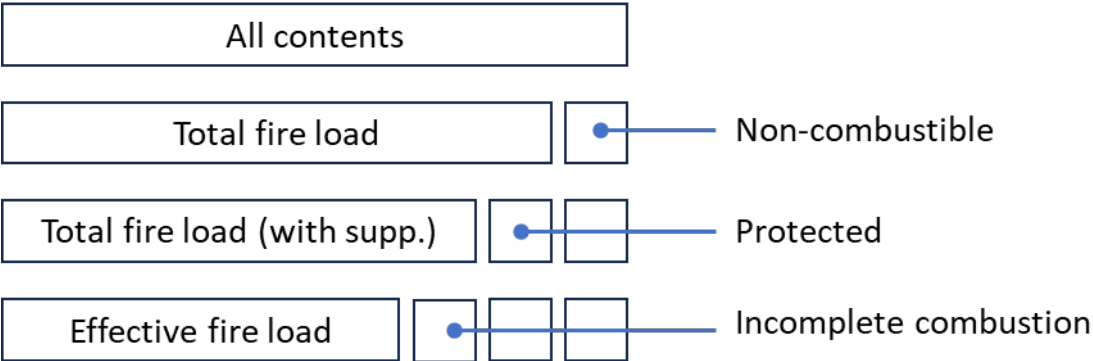 All contents
Total fire load
Non-combustible
Total fire load (with supp.)
Protected
Effective fire load
Incomplete combustion